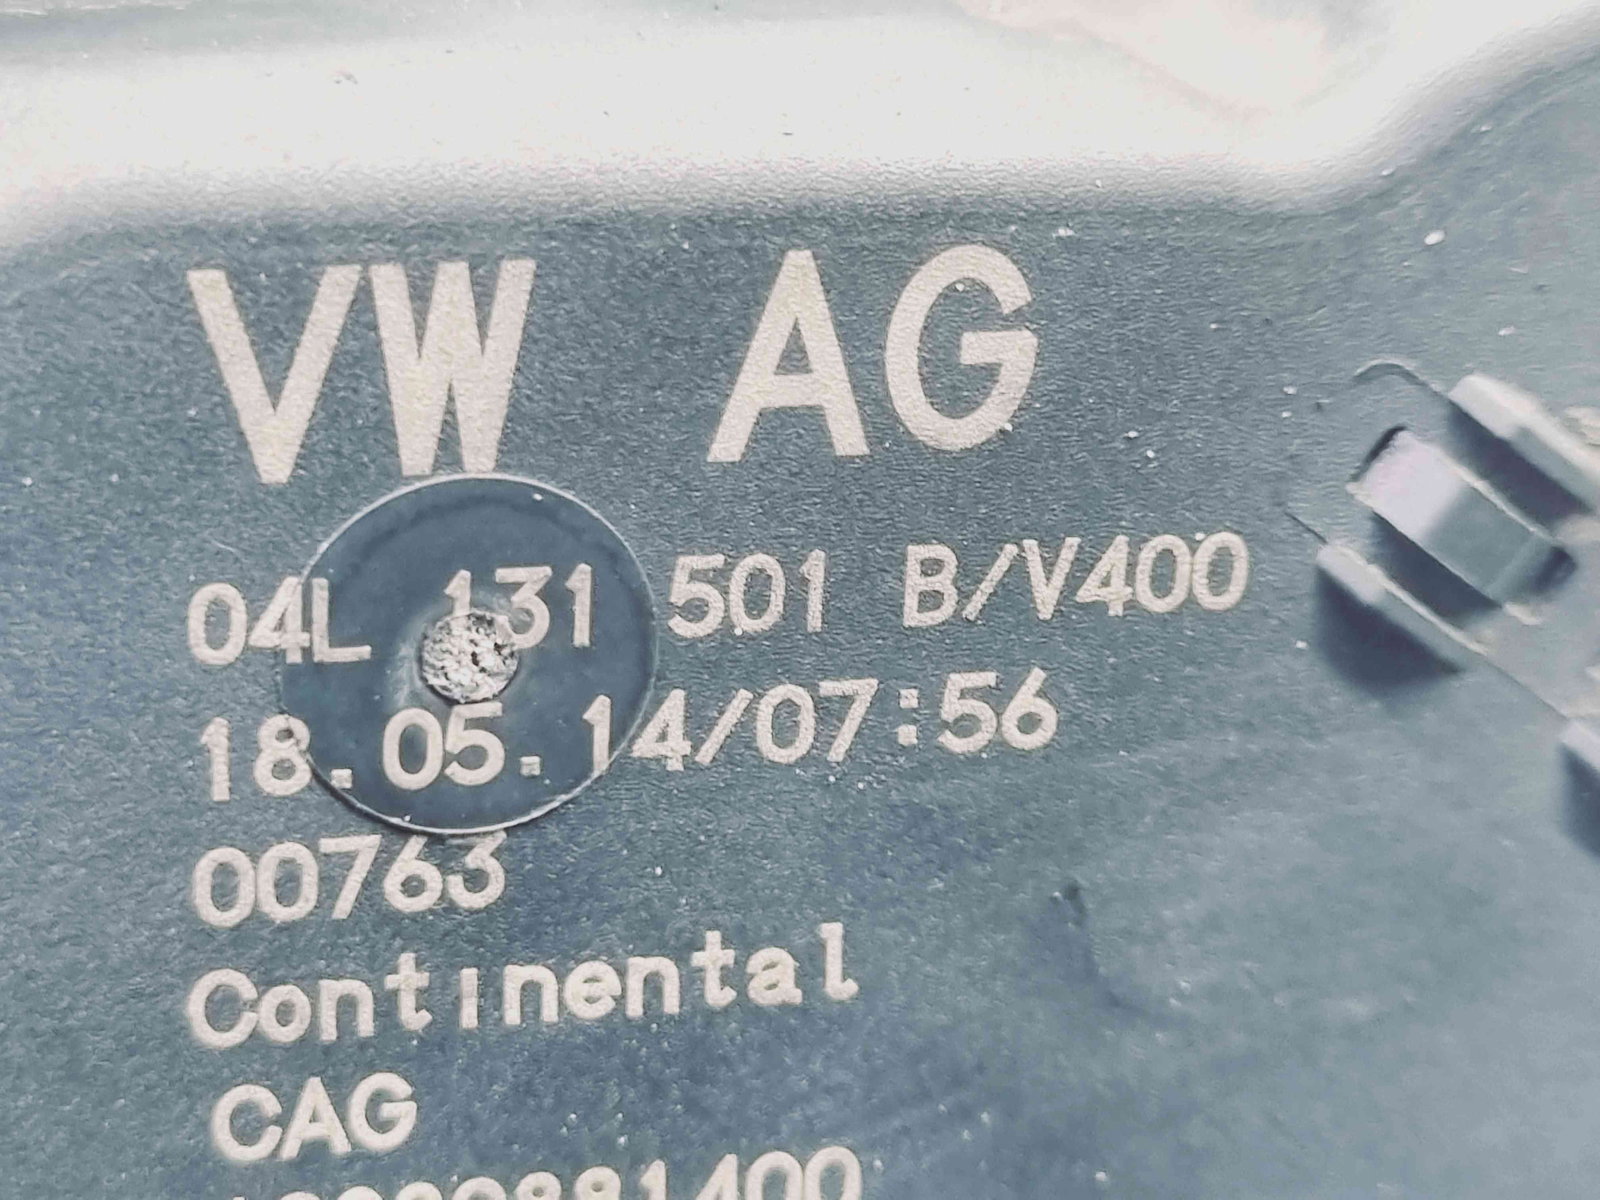 VW AG
04L 131 501 B/V400
18.05.14/07:56
00763
Continental
CAG